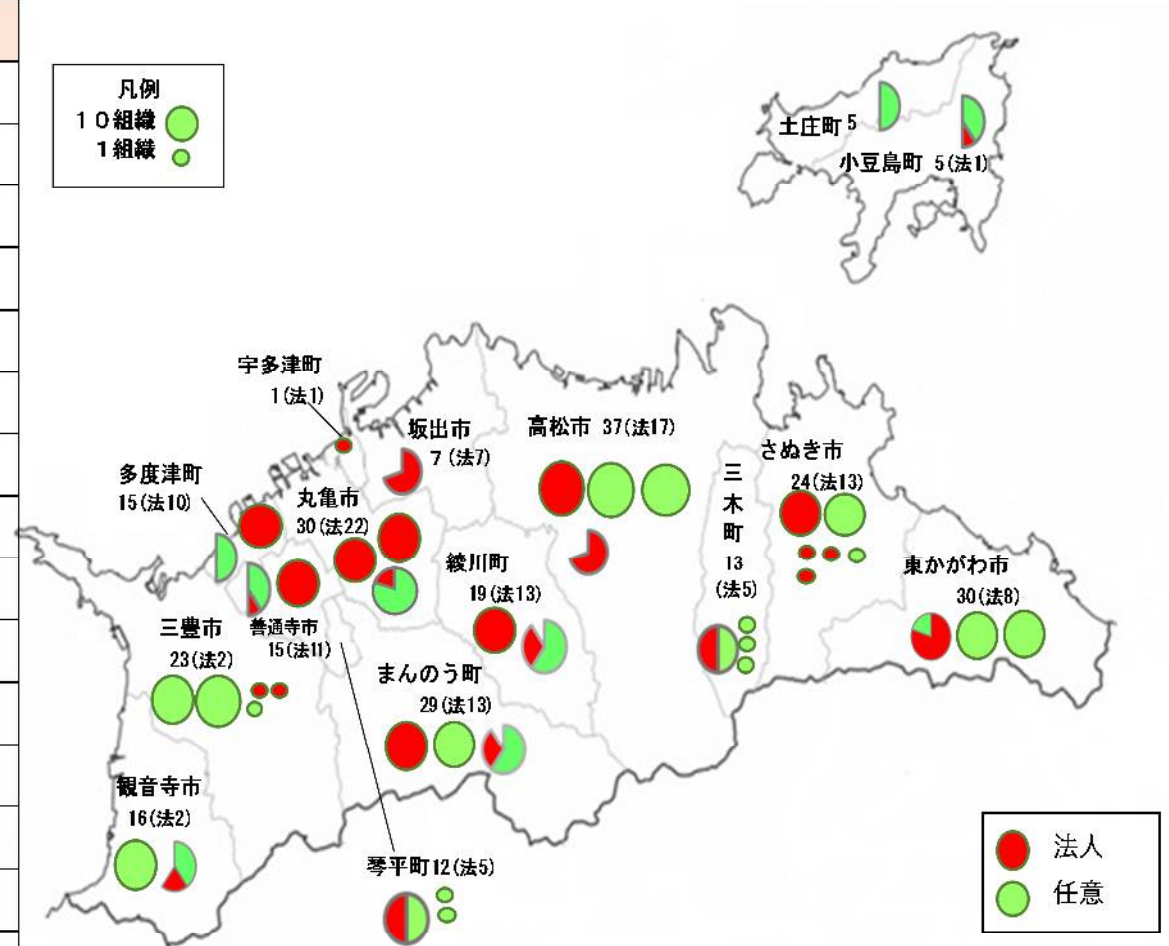 凡例
10組織
1組織
土庄町 5
小豆島町 5(法1)
宇多津町
1(法1)
坂出市
7(法7)
高松市 37(法17)
さぬき市
24(法13)
多度津町
15(法10)
丸亀市
30(法22)
三木町
13
(法5)
綾川町
19(法13)
東かがわ市
30(法8)
三豊市
23(法2)
普通寺市
15(法11)
まんのう町
29(法13)
観音寺市
16(法2)
琴平町12(法5)
法人
任意